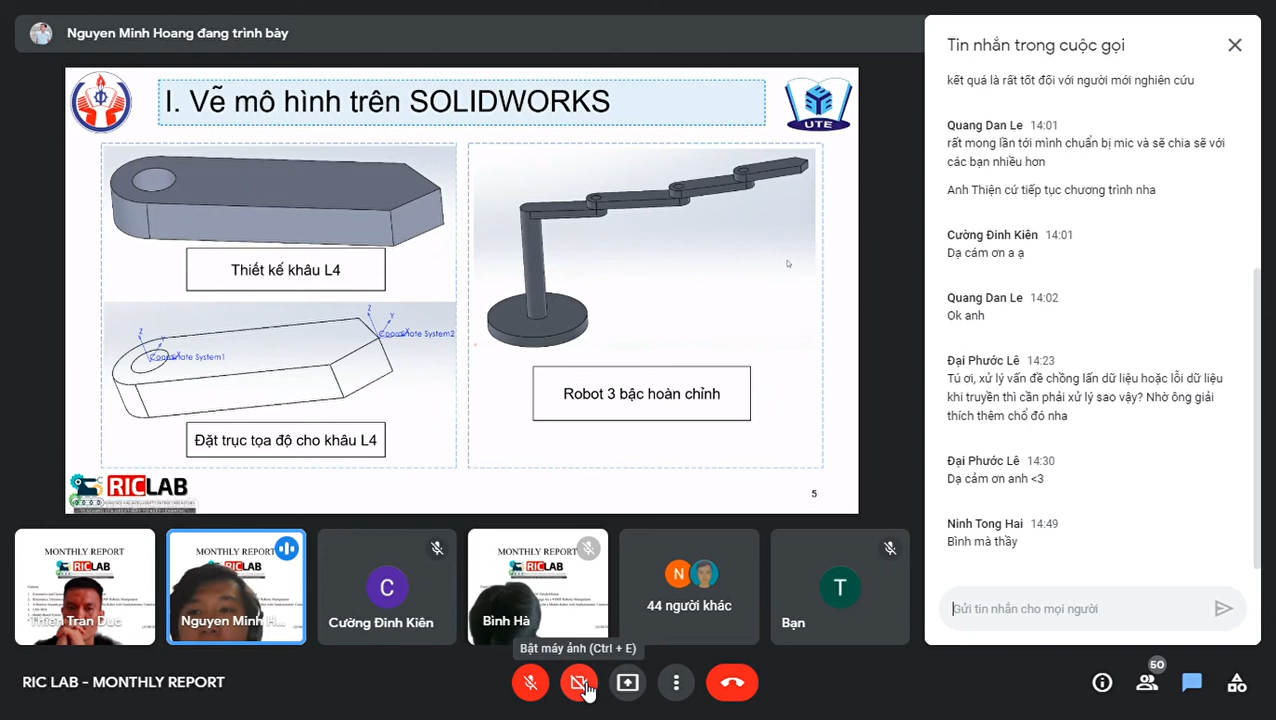 Nguyen Minh Hoang đang trình bày
I. Vẽ mô hình trên SOLIDWORKS
UTE
Thiết kế khâu L4
Z
Y
Coordinate System1
Coordinate System2
Đặt trục tọa độ cho khâu L4
Robot 3 bậc hoàn chỉnh
RICLAB
5
MONTHLY REPORT
Thien Tran Duc
MONTHLY REPORT
Nguyen Minh H...
C
Cường Đinh Kiên
MONTHLY REPORT
RICLAB
Bình Hà
N
44 người khác
T
Bạn
Bật máy ảnh (Ctrl + E)
RIC LAB - MONTHLY REPORT
50
Tin nhắn trong cuộc gọi
kết quả là rất tốt đối với người mới nghiên cứu
Quang Dan Le 14:01
rất mong lần tới mình chuẩn bị mic và sẽ chia sẽ với
các bạn nhiều hơn
Anh Thiện cứ tiếp tục chương trình nha
Cường Đinh Kiên 14:01
Dạ cám ơn a ạ
Quang Dan Le 14:02
Ok anh
Đại Phước Lê 14:23
Tú ơi, xử lý vấn đề chồng lấn dữ liệu hoặc lỗi dữ liệu
khi truyền thì cần phải xử lý sao vậy? Nhờ ông giải
thích thêm chổ đó nha
Đại Phước Lê 14:30
Dạ cảm ơn anh <3
Ninh Tong Hai 14:49
Bình mà thầy
Gửi tin nhắn cho mọi người